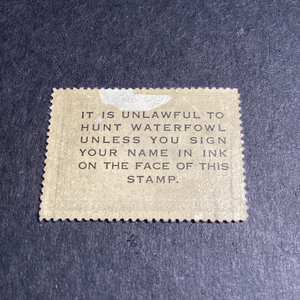 IT IS UNLAWFUL TO
HUNT WATERFOWL
UNLESS YOU SIGN
YOUR NAME IN INK
ON THE FACE OF THIS
STAMP.